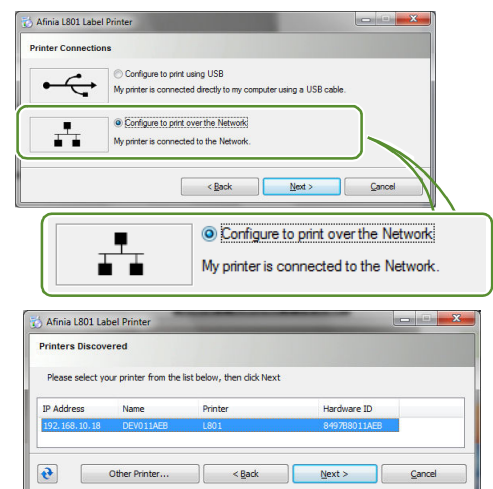 Afinia L801 Label Printer
Printer Connections
Configure to print using USB
My printer is connected directly to my computer using a USB cable.
Configure to print over the Network
My printer is connected to the Network.
< Back
Next >
Cancel
Configure to print over the Network
My printer is connected to the Network.
Afinia L801 Label Printer
Printers Discovered
Please select your printer from the list below, then click Next
IP Address Name Printer Hardware ID
192.168.10.18 DEV011AEB L801 8497B8011AEB
Other Printer...
< Back
Next >
Cancel